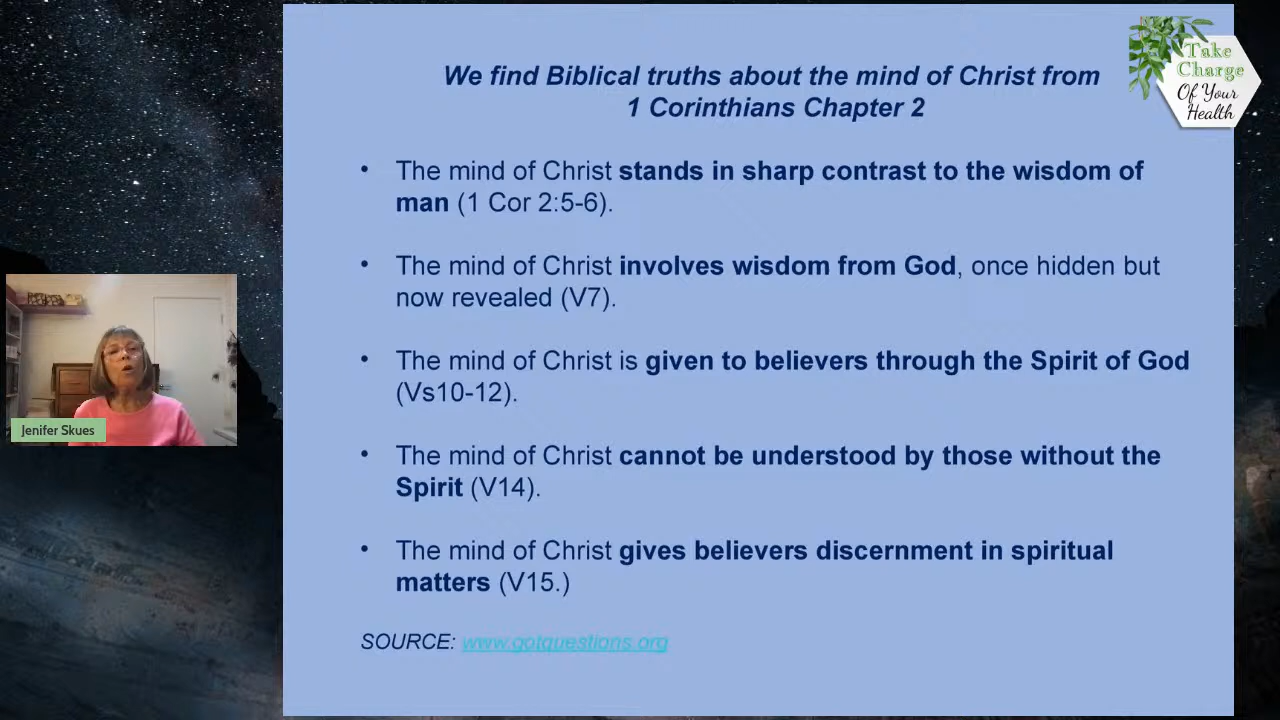 We find Biblical truths about the mind of Christ from
1 Corinthians Chapter 2
Take
Charge
Of Your
Health
• The mind of Christ stands in sharp contrast to the wisdom of
man (1 Cor 2:5-6).
• The mind of Christ involves wisdom from God, once hidden but
now revealed (V7).
• The mind of Christ is given to believers through the Spirit of God
(Vs10-12).
• The mind of Christ cannot be understood by those without the
Spirit (V14).
• The mind of Christ gives believers discernment in spiritual
matters (V15.)
SOURCE: www.gotquestions.org
Jenifer Skues